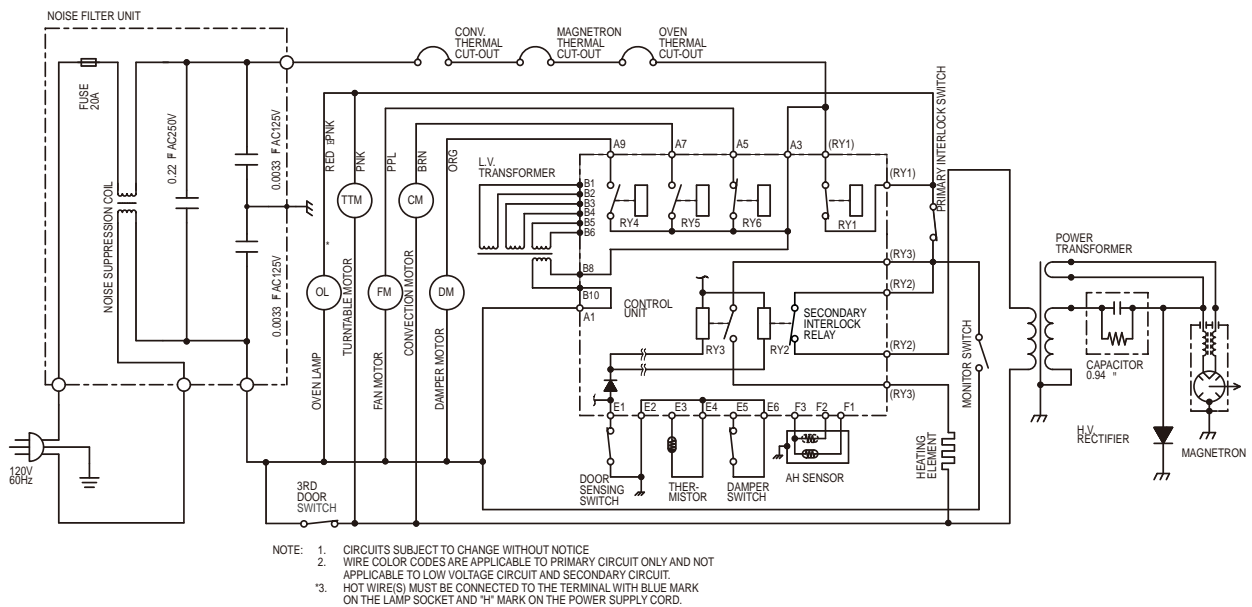 NOISE FILTER UNIT
FUSE
20A
NOISE SUPPRESSION COIL
0.22 F AC250V
0.0033 F AC125V
0.0033 F AC125V
120V
60Hz
CONV.
THERMAL
CUT-OUT
MAGNETRON
THERMAL
CUT-OUT
OVEN
THERMAL
CUT-OUT
PRIMARY INTERLOCK SWITCH
PNK
PPL
BRN
ORG
*
TTM
CM
OL
FM
DM
OVEN LAMP
TURNTABLE MOTOR
FAN MOTOR
CONVECTION MOTOR
DAMPER MOTOR
L.V.
TRANSFORMER
A9
A7
A5
A3
(RY1)
(RY1)
B1
B2
B3
B4
B5
B6
B8
B10
A1
RY4
RY5
RY6
RY1
CONTROL
UNIT
RY3
RY2
SECONDARY
INTERLOCK
RELAY
(RY3)
(RY2)
(RY2)
(RY3)
E1
E2
E3
E4
E5
E6
F3
F2
F1
DOOR
SENSING
SWITCH
THER-
MISTOR
DAMPER
SWITCH
AH SENSOR
HEATING
ELEMENT
MONITOR SWITCH
POWER
TRANSFORMER
CAPACITOR
0.94 "
H.V.
RECTIFIER
MAGNETRON
3RD
DOOR
SWITCH
NOTE: 1. CIRCUITS SUBJECT TO CHANGE WITHOUT NOTICE
2. WIRE COLOR CODES ARE APPLICABLE TO PRIMARY CIRCUIT ONLY AND NOT
APPLICABLE TO LOW VOLTAGE CIRCUIT AND SECONDARY CIRCUIT.
*3. HOT WIRE(S) MUST BE CONNECTED TO THE TERMINAL WITH BLUE MARK
ON THE LAMP SOCKET AND "H" MARK ON THE POWER SUPPLY CORD.